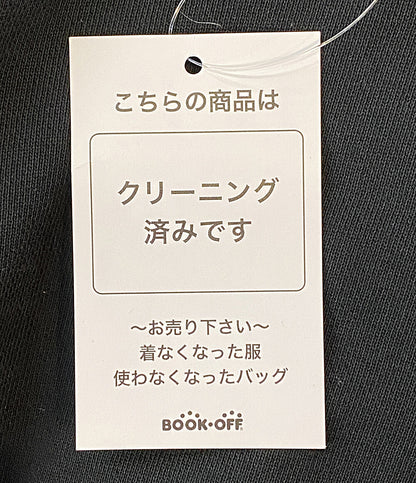 こちらの商品は
クリーニング
済みです
〜お売り下さい〜
着なくなった服
使わなくなったバッグ
BOOK・OFF